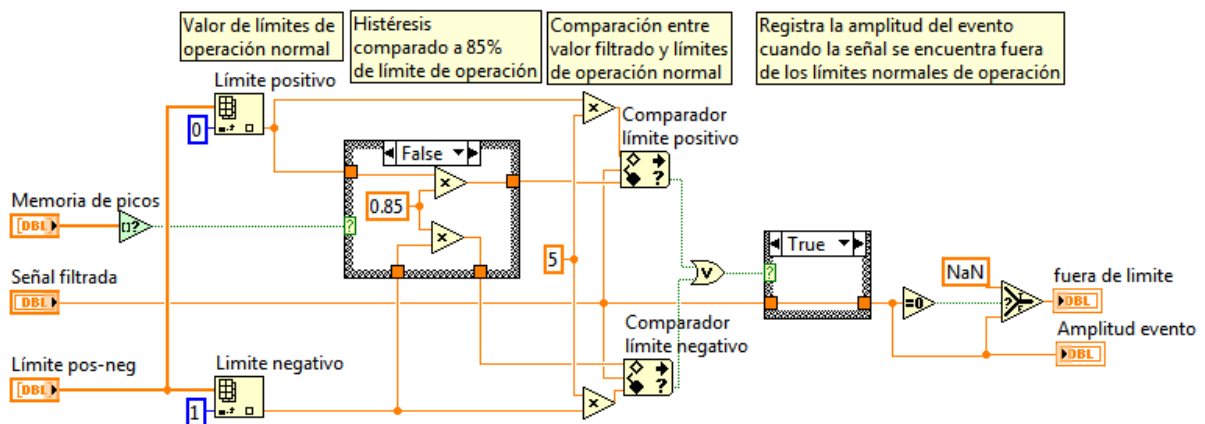 Valor de límites de
operación normal
Histéresis
comparado a 85%
de límite de operación
Comparación entre
valor filtrado y límites
de operación normal
Registra la amplitud del evento
cuando la señal se encuentra fuera
de los límites normales de operación
Límite positivo
0
Comparador
límite positivo
False
Memoria de picos
[DBL]
[]?
?
0.85
×
×
×
?
5
V
True
?
Señal filtrada
DBL
NaN
=0
?
T
F
fuera de limite
DBL
Amplitud evento
DBL
Límite pos-neg
[DBL]
Limite negativo
1
Comparador
límite negativo
?
×